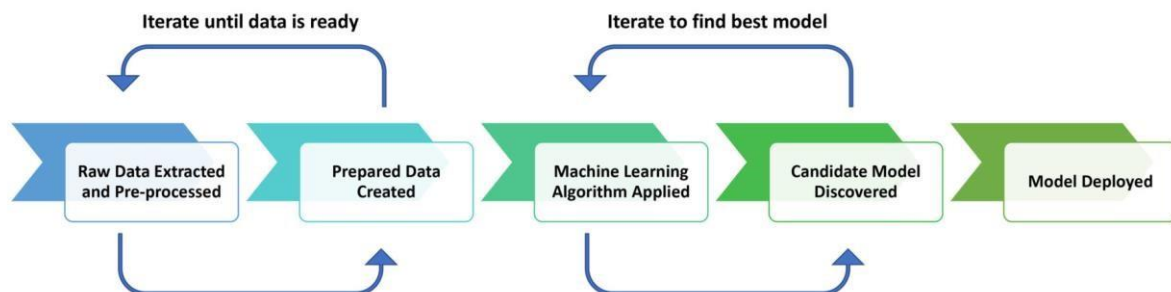 Iterate until data is ready
Iterate to find best model
Raw Data Extracted
and Pre-processed
Prepared Data
Created
Machine Learning
Algorithm Applied
Candidate Model
Discovered
Model Deployed